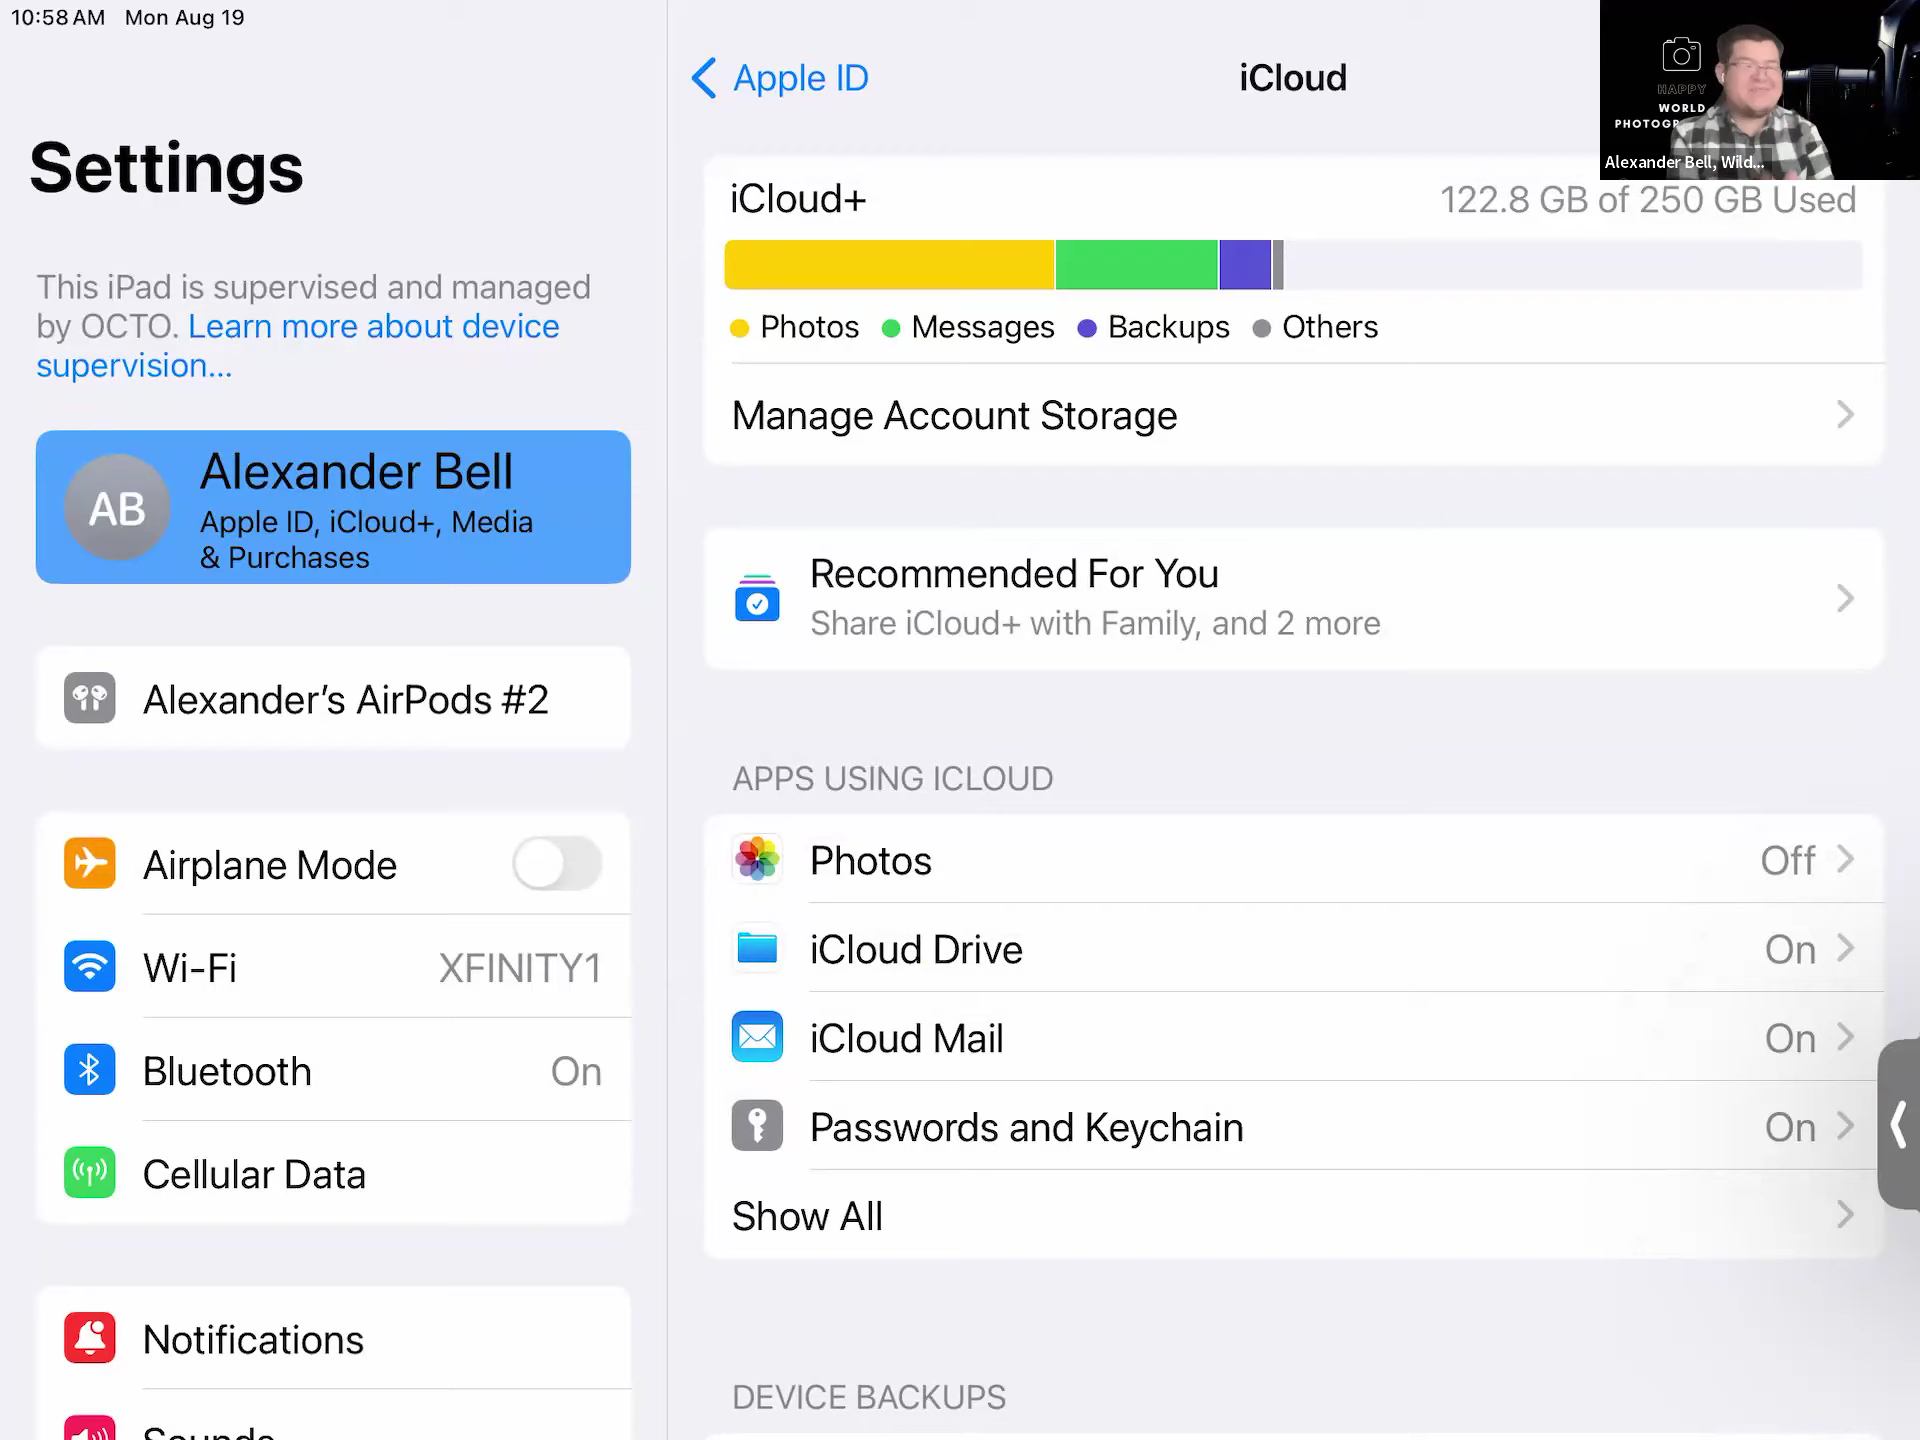 10:58 AM Mon Aug 19
Settings
This iPad is supervised and managed
by OCTO. Learn more about device
supervision...
AB
Alexander Bell
Apple ID, iCloud+, Media
& Purchases
Alexander’s AirPods #2
Airplane Mode
Wi-Fi XFINITY1
Bluetooth On
Cellular Data
Notifications
Sounds
Apple ID
iCloud
iCloud+ 122.8 GB of 250 GB Used
Photos Messages Backups Others
Manage Account Storage
Recommended For You
Share iCloud+ with Family, and 2 more
APPS USING ICLOUD
Photos Off
iCloud Drive On
iCloud Mail On
Passwords and Keychain On
Show All
DEVICE BACKUPS
HAPPY
WORLD
PHOTOGR
Alexander Bell, Wild...